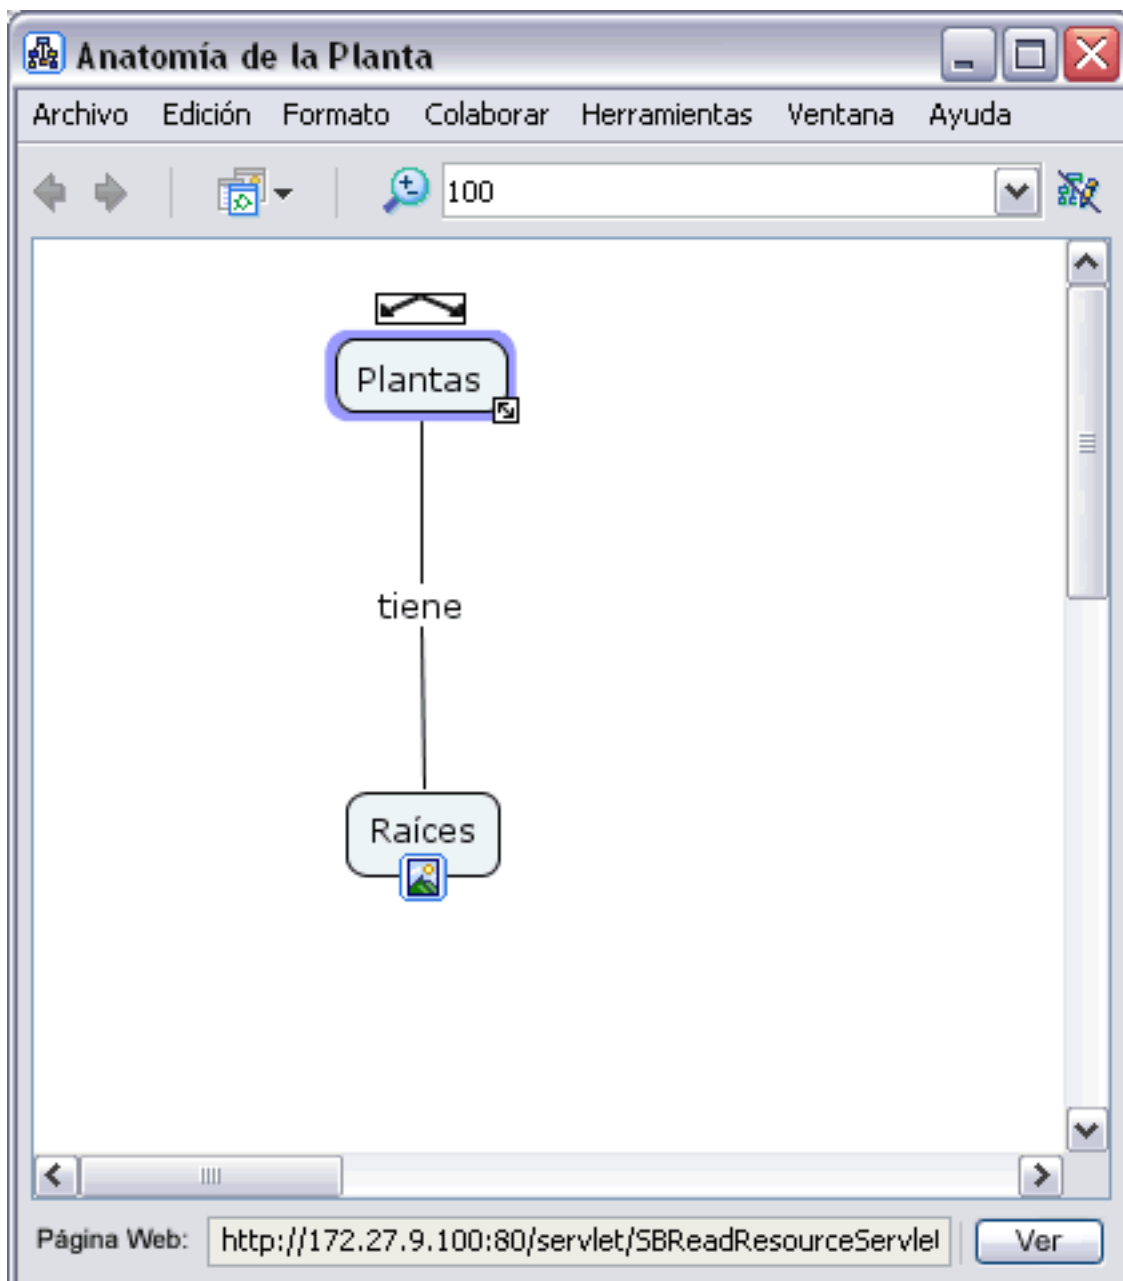 Anatomía de la Planta
Archivo Edición Formato Colaborar Herramientas Ventana Ayuda
100
Plantas
tiene
Raíces
Página Web: http://172.27.9.100:80/servlet/SBReadResourceServlet Ver